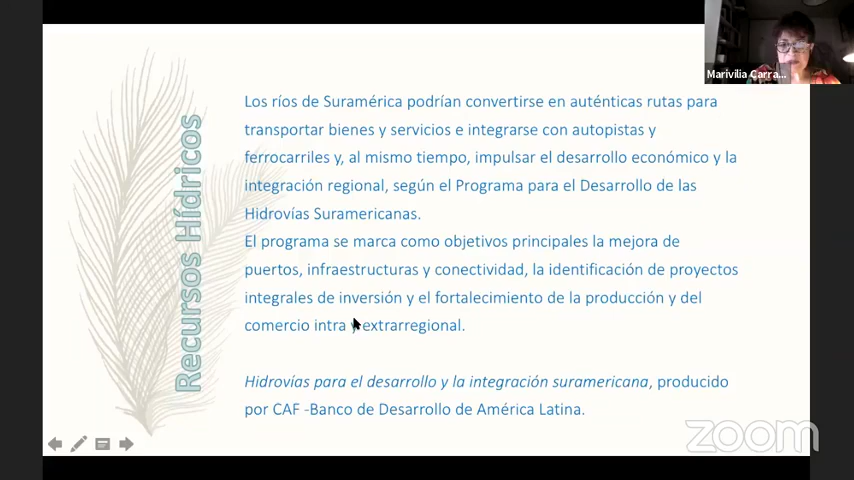 Marivilia Carra...
Recursos Hídricos
Los ríos de Suramérica podrían convertirse en auténticas rutas para
transportar bienes y servicios e integrarse con autopistas y
ferrocarriles y, al mismo tiempo, impulsar el desarrollo económico y la
integración regional, según el Programa para el Desarrollo de las
Hidrovías Suramericanas.
El programa se marca como objetivos principales la mejora de
puertos, infraestructuras y conectividad, la identificación de proyectos
integrales de inversión y el fortalecimiento de la producción y del
comercio intra y extrarregional.
Hidrovías para el desarrollo y la integración suramericana, producido
por CAF -Banco de Desarrollo de América Latina.
zoom